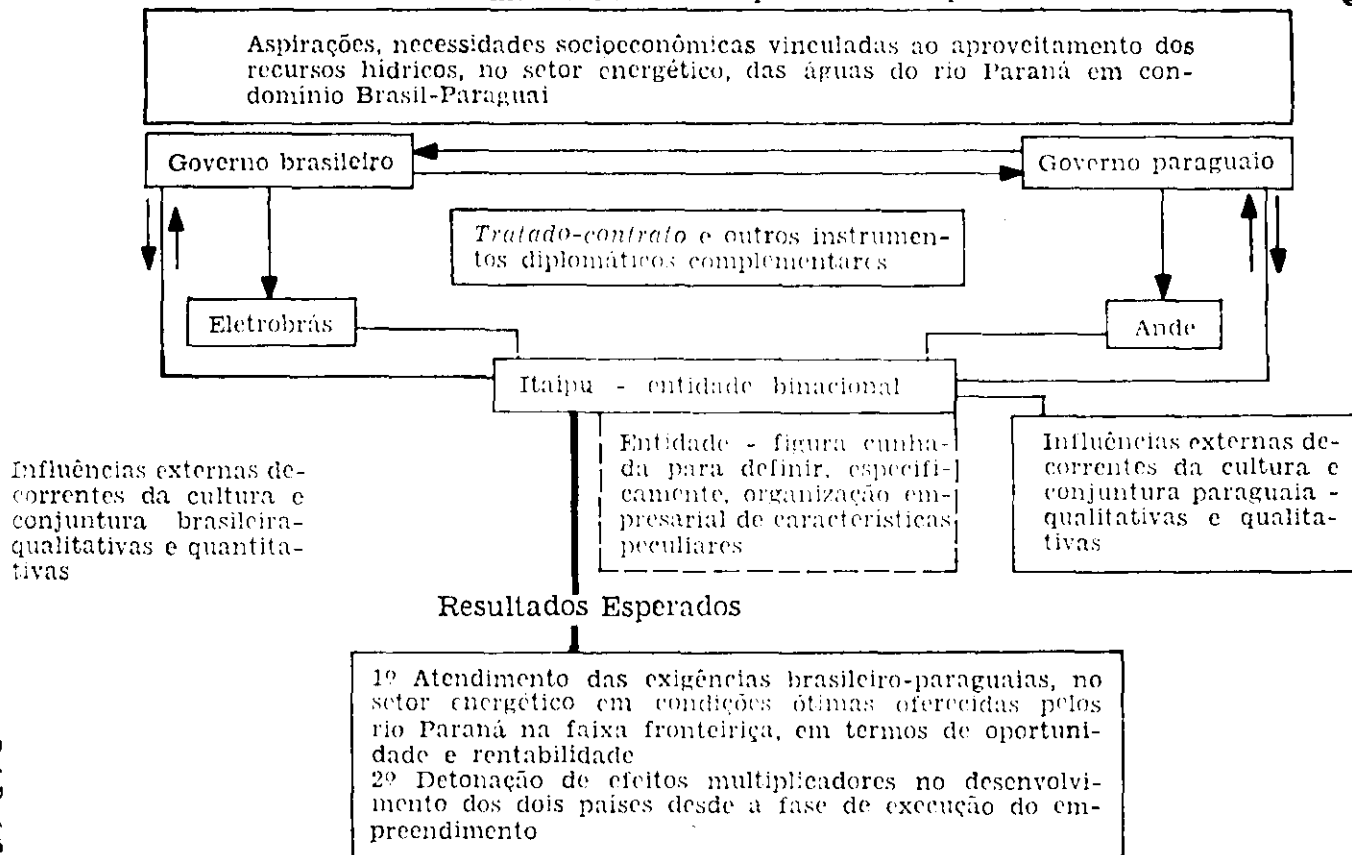 Aspirações, necessidades socioeconômicas vinculadas ao aproveitamento dos
recursos hídricos, no setor energético, das águas do rio Paraná em con-
domínio Brasil-Paraguai
Governo brasileiro
Governo paraguaio
Tratado-contrato e outros instrumen-
tos diplomáticos complementares
Eletrobrás
Ande
Itaipu - entidade binacional
Influências externas de-
correntes da cultura e
conjuntura brasileira-
qualitativas e quantita-
tivas
Entidade - figura cunha-
da para definir, especifi-
camente, organização em-
presarial de características
peculiares
Influências externas de-
correntes da cultura e
conjuntura paraguaia -
qualitativas e qualita-
tivas
Resultados Esperados
1º Atendimento das exigências brasileiro-paraguaias, no
setor energético em condições ótimas oferecidas pelos
rio Paraná na faixa fronteiriça, em termos de oportuni-
dade e rentabilidade
2º Detonação de efeitos multiplicadores no desenvolvi-
mento dos dois países desde a fase de execução do em-
preendimento